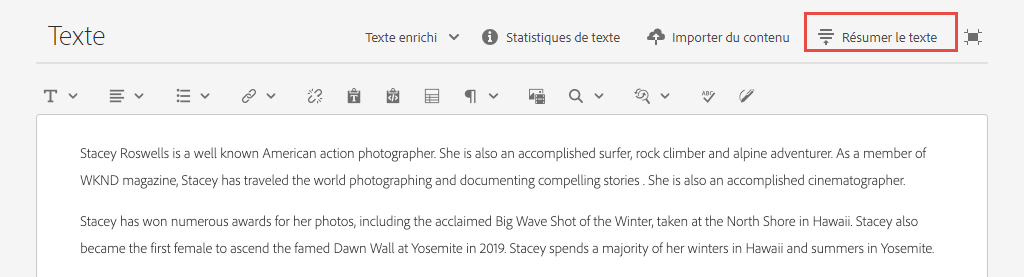 Texte Texte enrichi Statistiques de texte Importer du contenu Résumer le texte
Stacey Roswells is a well known American action photographer. She is also an accomplished surfer, rock climber and alpine adventurer. As a member of
WKND magazine, Stacey has traveled the world photographing and documenting compelling stories . She is also an accomplished cinematographer.
Stacey has won numerous awards for her photos, including the acclaimed Big Wave Shot of the Winter, taken at the North Shore in Hawaii. Stacey also
became the first female to ascend the famed Dawn Wall at Yosemite in 2019. Stacey spends a majority of her winters in Hawaii and summers in Yosemite.